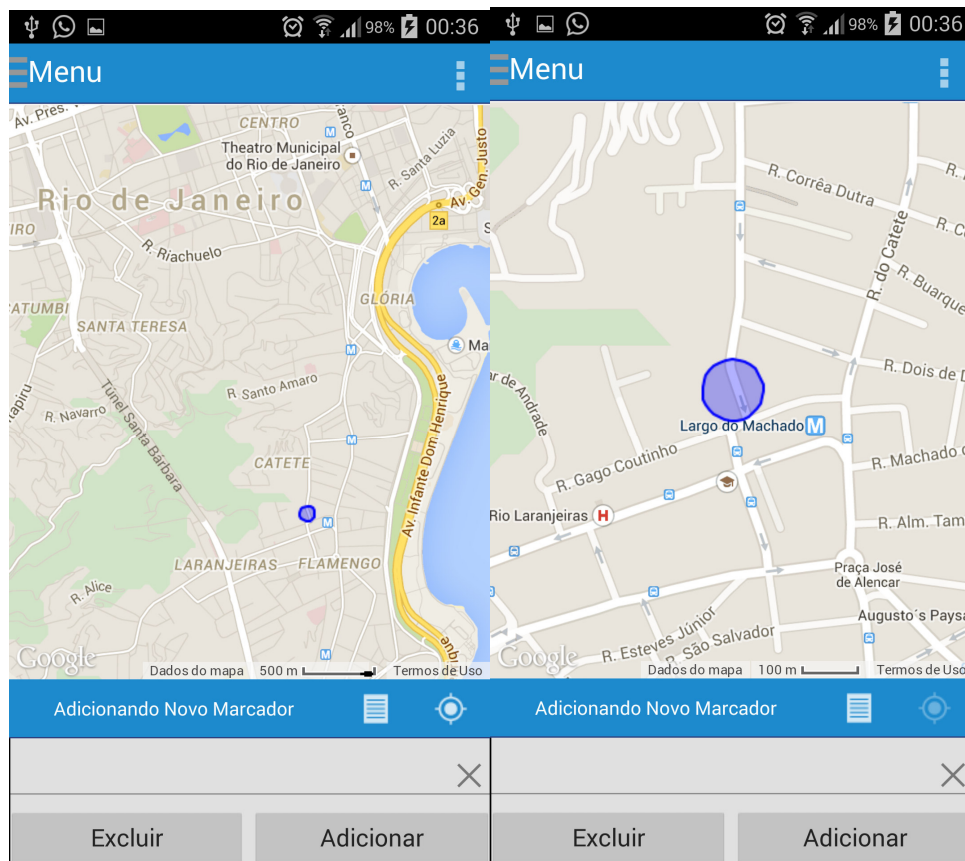 98% 00:36
Menu
Av. Pres.
CENTRO
Theatro Municipal
do Rio de Janeiro
R. Santa Luzia
Av. Gen. Justo
Rio de Janeiro
2a
R. Riachuelo
GLÓRIA
SANTA TERESA
Ma
R. Santo Amaro
Túnel Santa Bárbara
R. Navarro
Av. Infante Dom Henrique
CATETE
LARANJEIRAS
FLAMENGO
R. Alice
Google
Dados do mapa
500 m
Termos de Uso
Adicionando Novo Marcador
Excluir
Adicionar
98% 00:36
Menu
R. Corrêa Dutra
R. do Catete
R. Buarque
R. Dois de D
ar de Andrade
Largo do Machado M
R. Gago Coutinho
R. Machado d
Rio Laranjeiras H
R. Alm. Tam
Praça José
de Alencar
Augusto´s Paysa
R. Esteves Júnior
R. São Salvador
Google
Dados do mapa
100 m
Termos de Uso
Adicionando Novo Marcador
Excluir
Adicionar